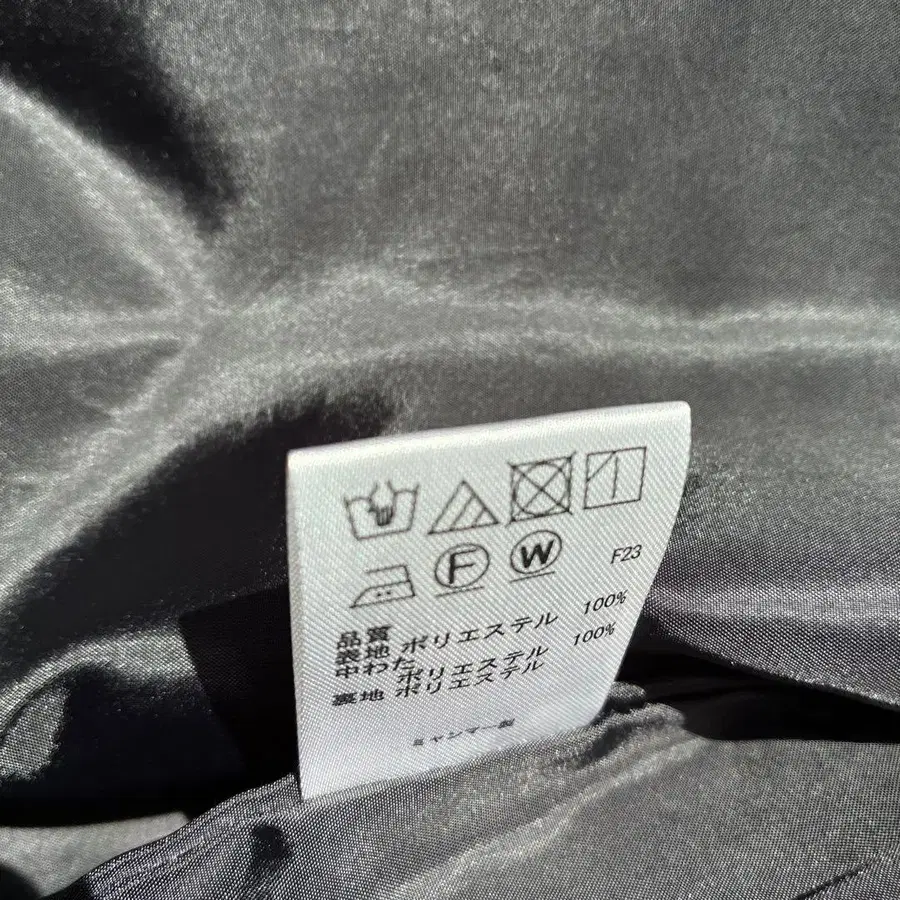 F W F23
品質
表地 ポリエステル 100%
中わた ポリエステル 100%
裏地 ポリエステル
ミャンマー製